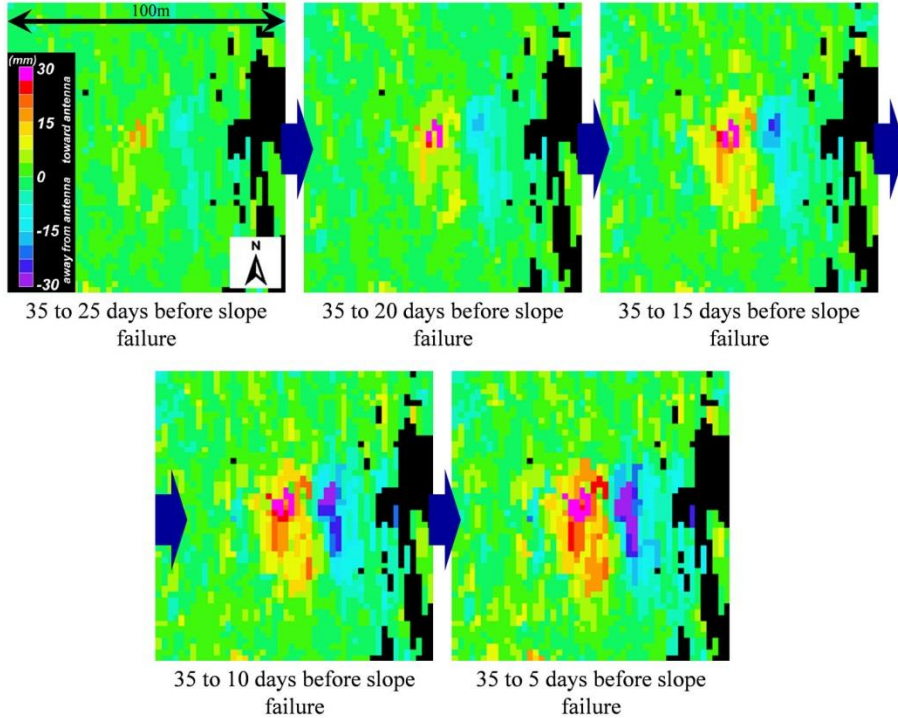 100m
(mm)
30
15
0
-15
-30
toward antenna
away from antenna
N
35 to 25 days before slope
failure
35 to 20 days before slope
failure
35 to 15 days before slope
failure
35 to 10 days before slope
failure
35 to 5 days before slope
failure